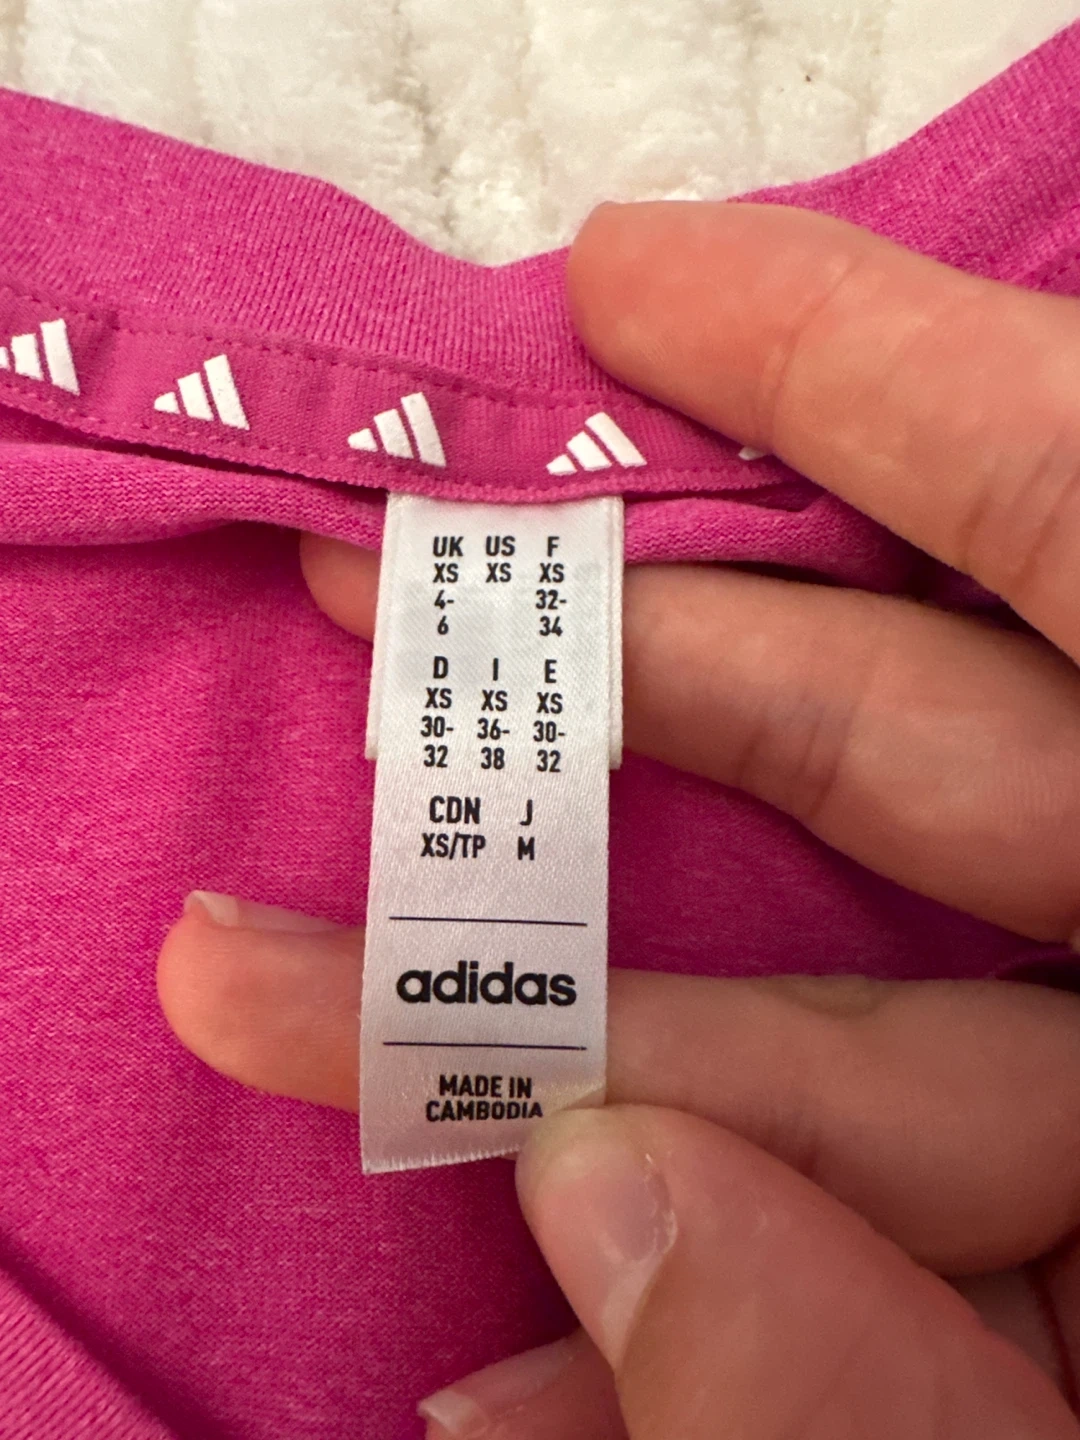 UK US F
XS XS XS
4- 32-
6 34
D I E
XS XS XS
30- 36- 30-
32 38 32
CDN J
XS/TP M
adidas
MADE IN
CAMBODIA